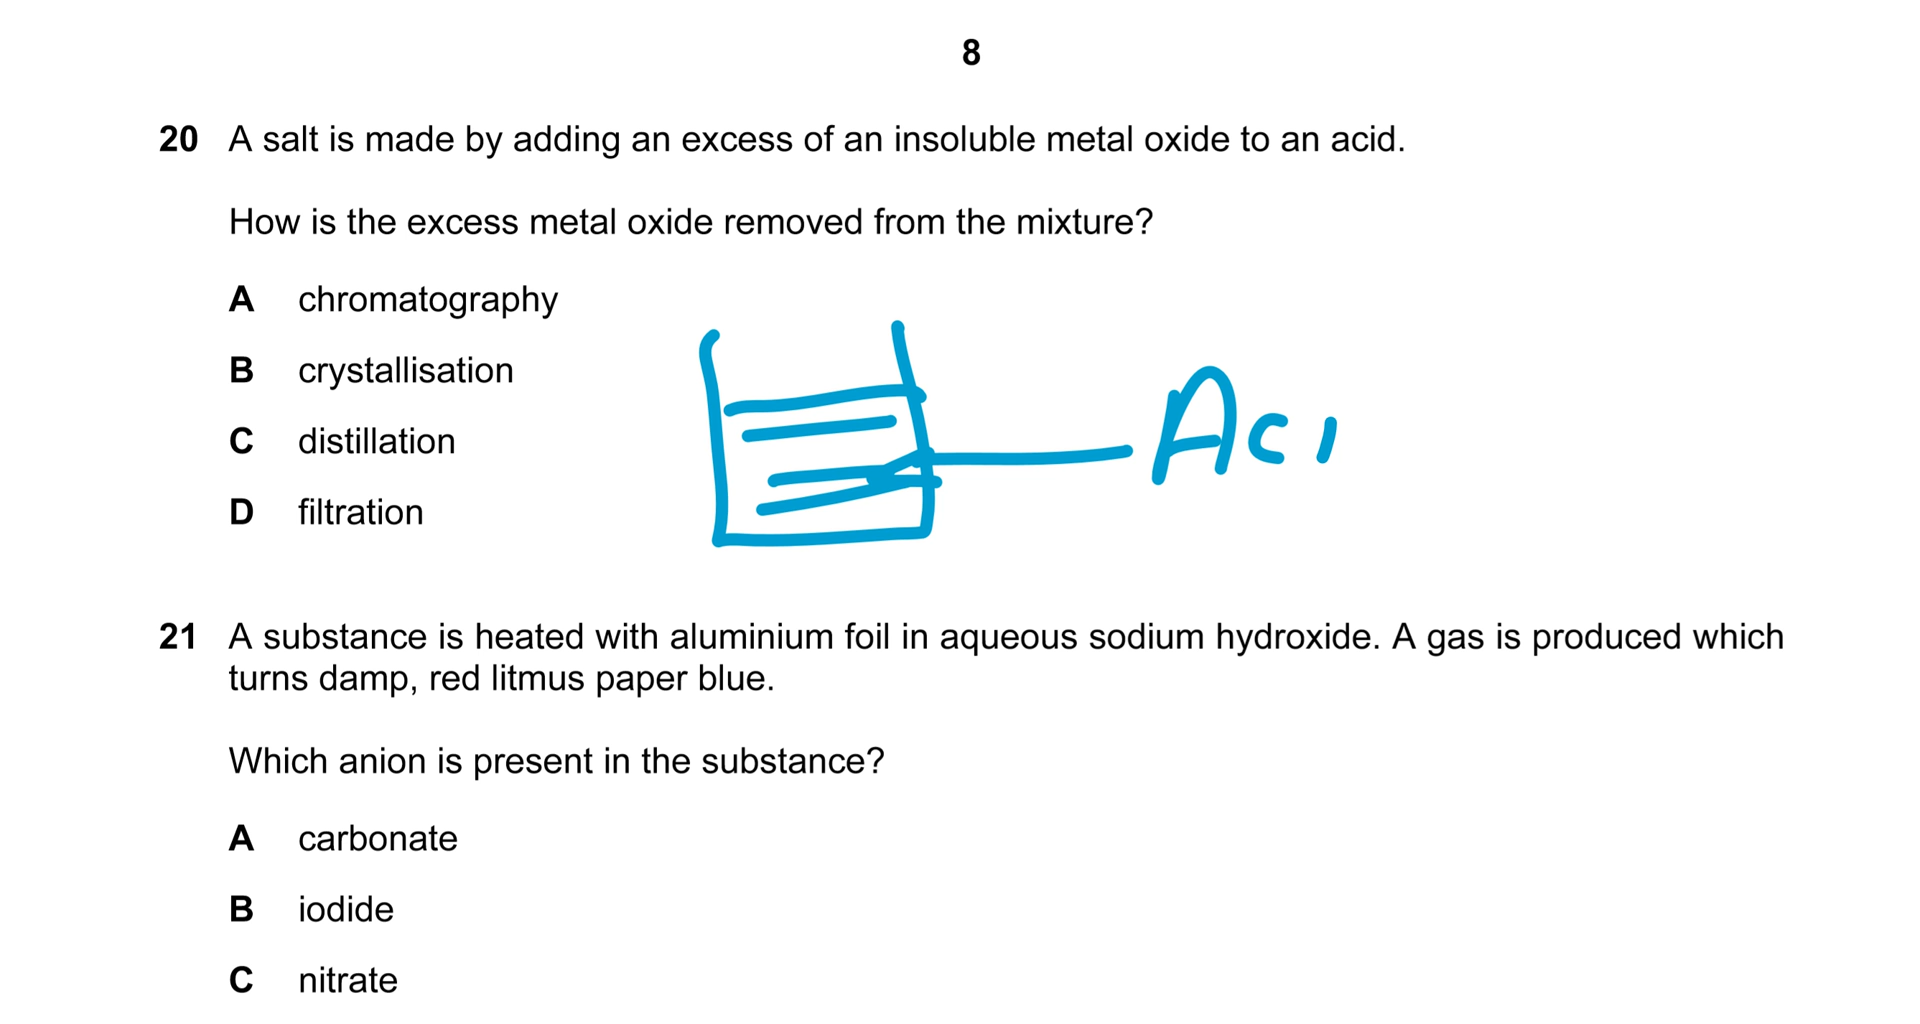 8
20 A salt is made by adding an excess of an insoluble metal oxide to an acid.
How is the excess metal oxide removed from the mixture?
A chromatography
B crystallisation
C distillation
D filtration
Aci
21 A substance is heated with aluminium foil in aqueous sodium hydroxide. A gas is produced which
turns damp, red litmus paper blue.
Which anion is present in the substance?
A carbonate
B iodide
C nitrate